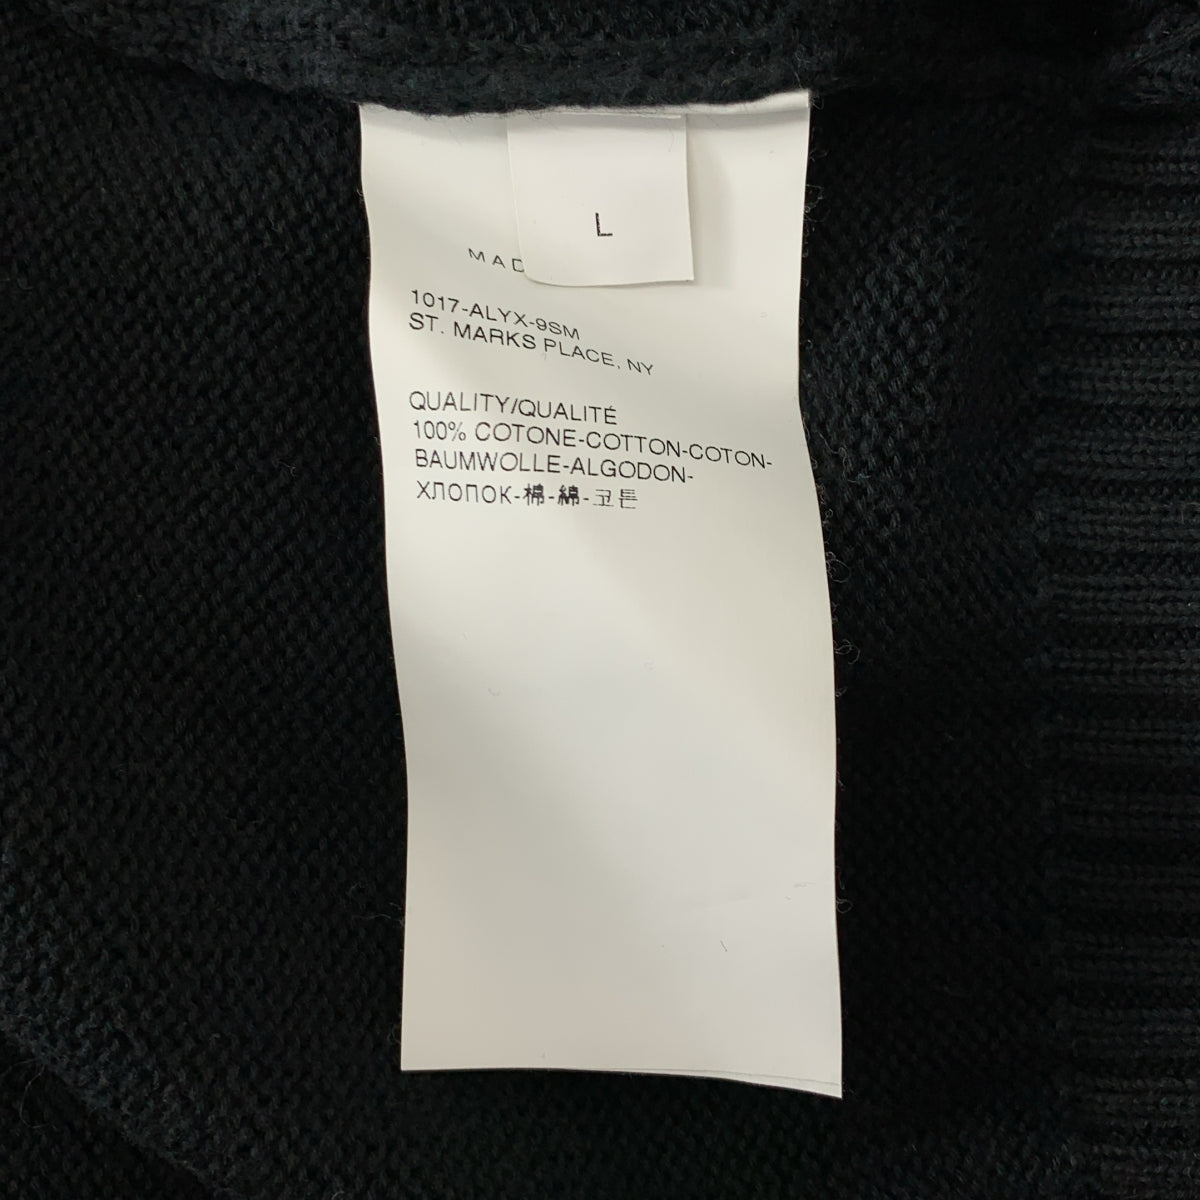 L
MAD
1017-ALYX-9SM
ST. MARKS PLACE, NY
QUALITY/QUALITÉ
100% COTONE-COTTON-COTON-
BAUMWOLLE-ALGODON-
ХЛОПОК-棉-綿-코튼